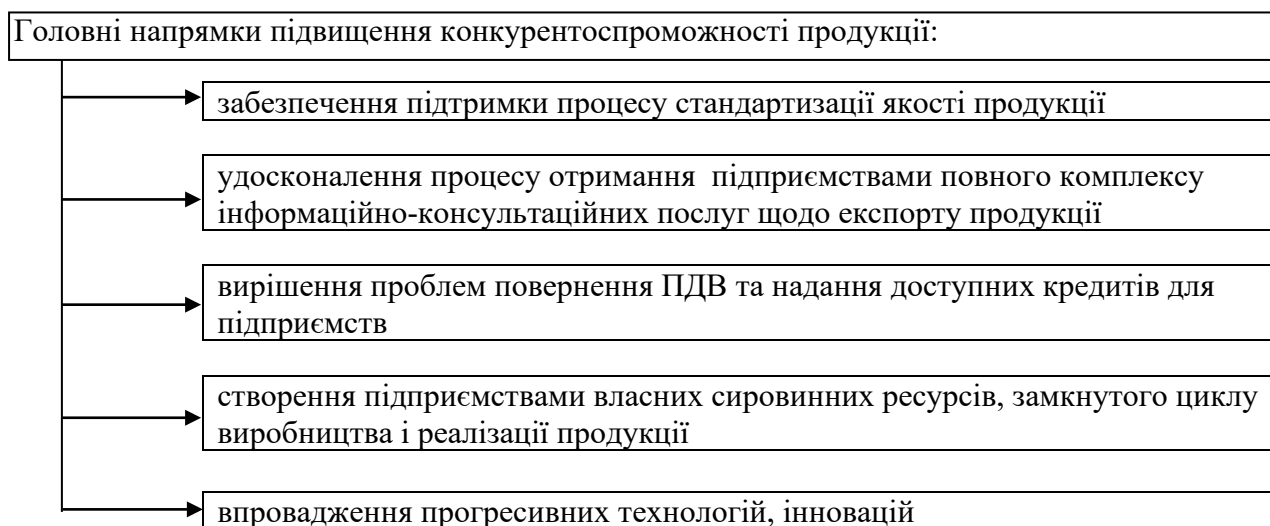 Головні напрямки підвищення конкурентоспроможності продукції:
забезпечення підтримки процесу стандартизації якості продукції
удосконалення процесу отримання  підприємствами повного комплексу
інформаційно-консультаційних послуг щодо експорту продукції
вирішення проблем повернення ПДВ та надання доступних кредитів для
підприємств
створення підприємствами власних сировинних ресурсів, замкнутого циклу
виробництва і реалізації продукції
впровадження прогресивних технологій, інновацій